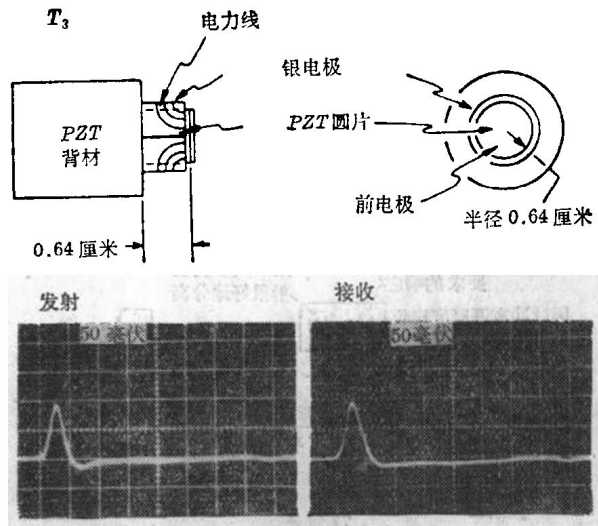 T₃
电力线
银电极
PZT
背材
PZT圆片
前电极
半径 0.64 厘米
0.64 厘米
发射
接收
50 毫伏
50毫伏